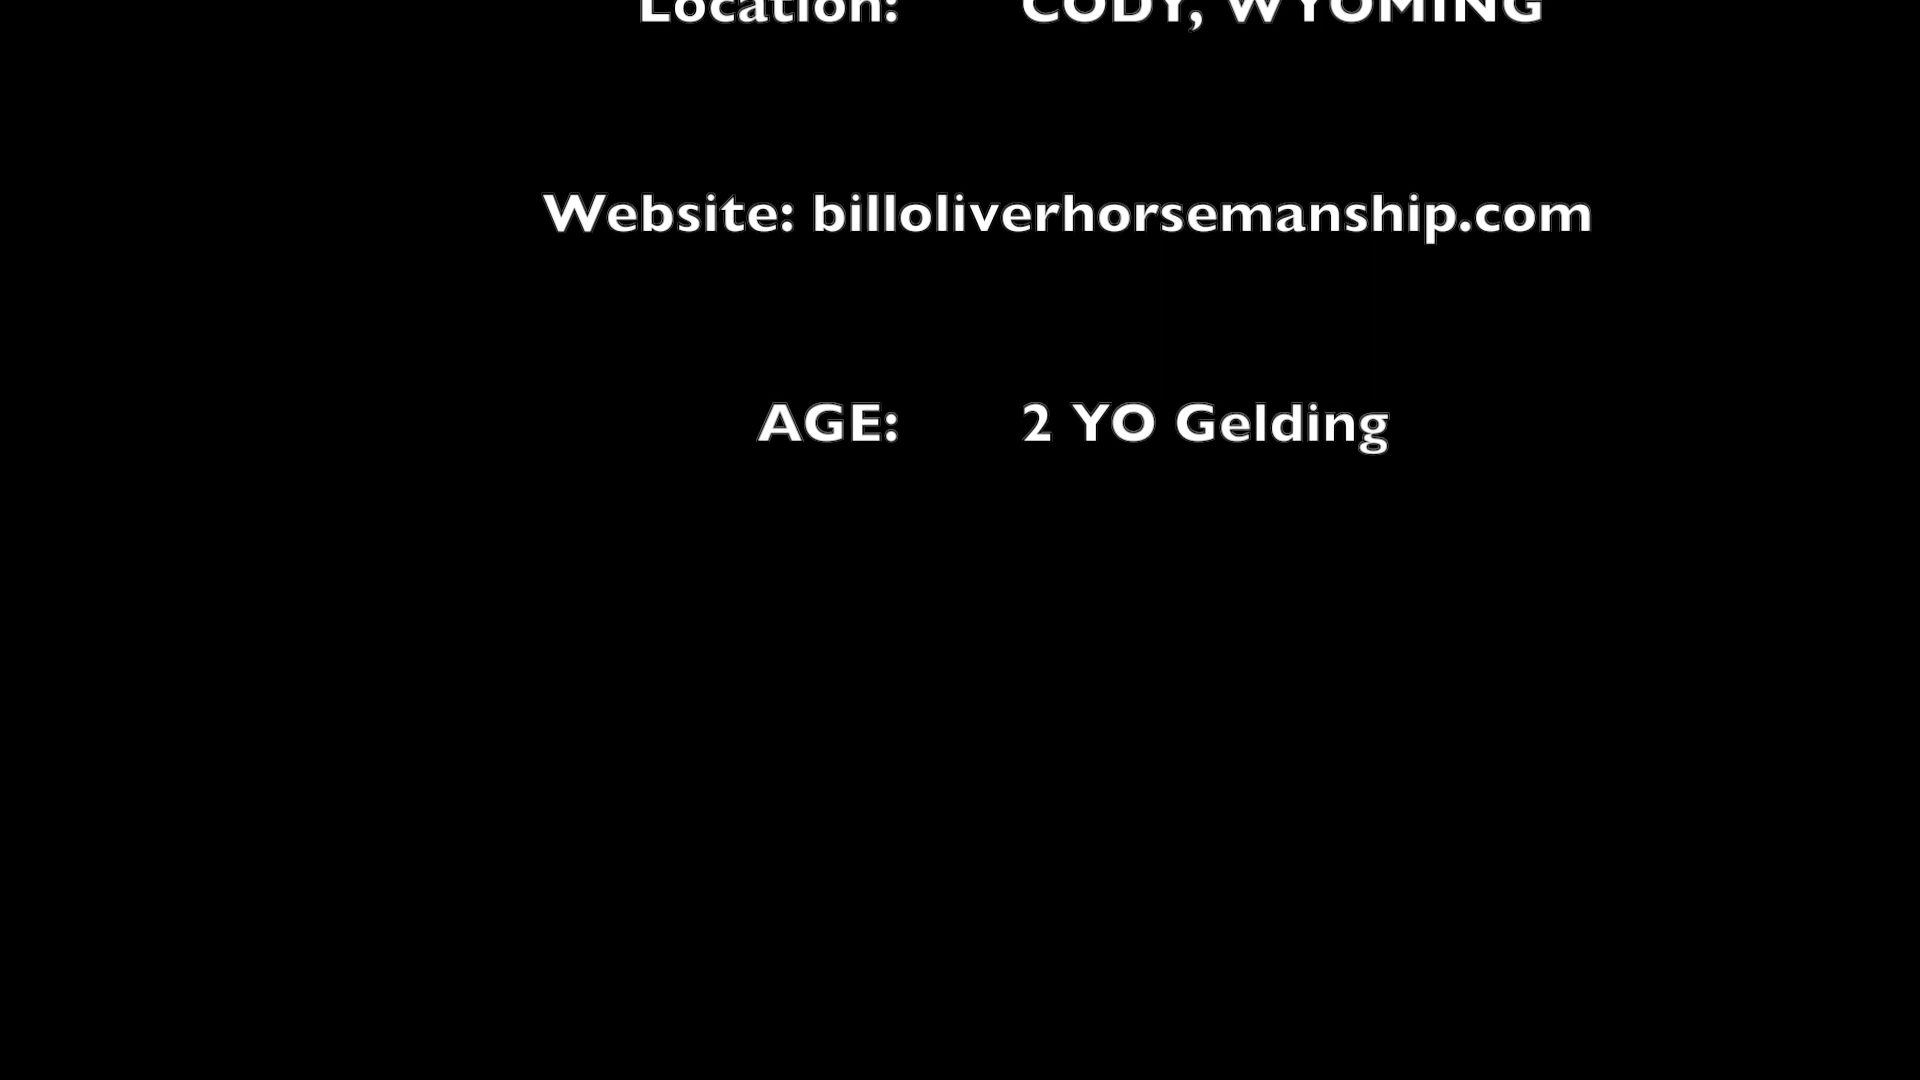 Location: CODY, WYOMING
Website: billoliverhorsemanship.com
AGE: 2 YO Gelding